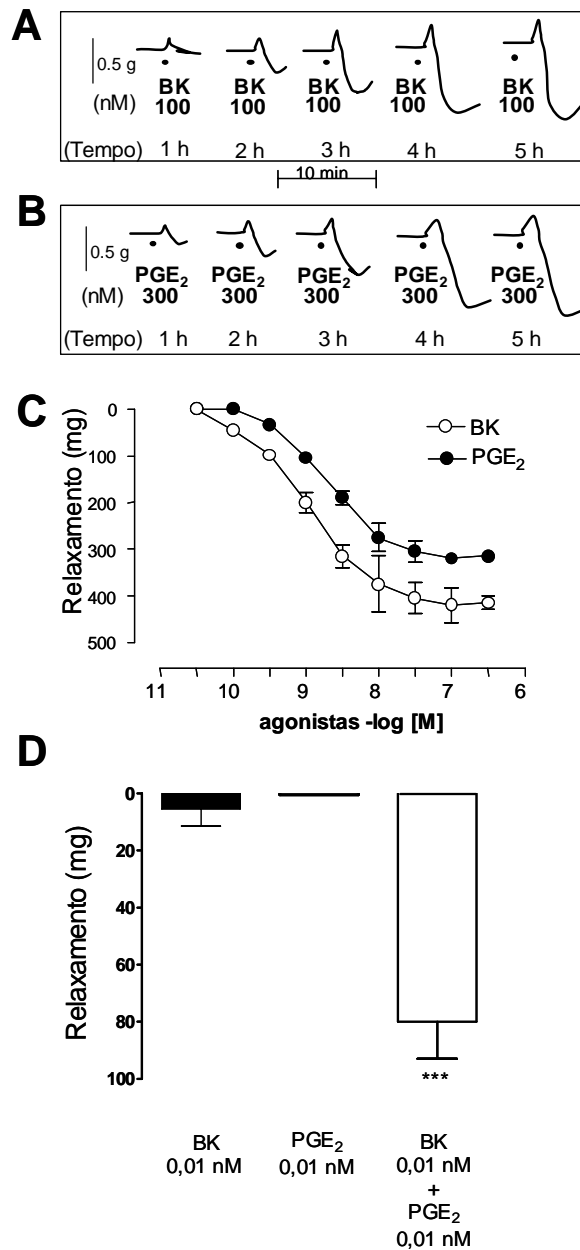 A
0.5 g
(nM)
BK BK BK BK BK
100 100 100 100 100
(Tempo) 1 h 2 h 3 h 4 h 5 h
10 min
B
0.5 g
(nM)
PGE2 PGE2 PGE2 PGE2 PGE2
300 300 300 300 300
(Tempo) 1 h 2 h 3 h 4 h 5 h
C
Relaxamento (mg)
0
100
200
300
400
500
BK
PGE2
11 10 9 8 7 6
agonistas -log [M]
D
Relaxamento (mg)
0
20
40
60
80
100
***
BK
0,01 nM
PGE2
0,01 nM
BK
0,01 nM
+
PGE2
0,01 nM